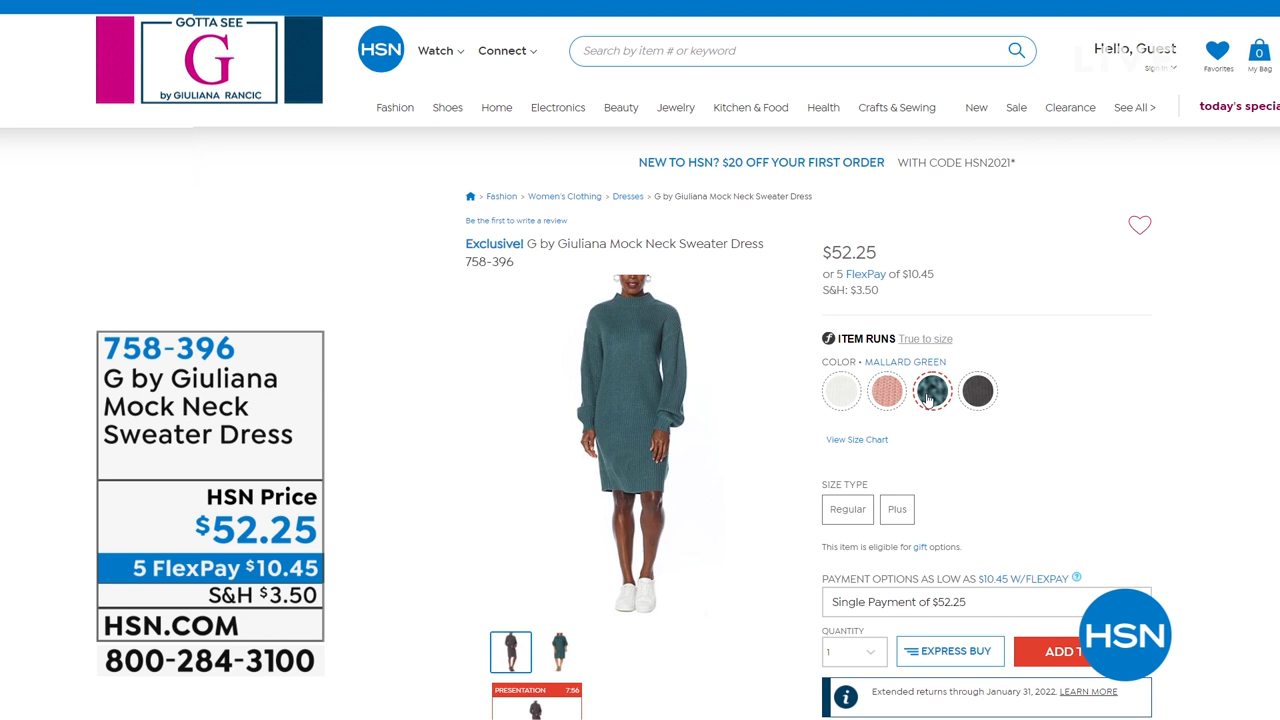 GOTTA SEE
G
by GIULIANA RANCIC
HSN
Watch
Connect
Search by item # or keyword
Hello, Guest
Sign In
Favorites
0
My Bag
Fashion
Shoes
Home
Electronics
Beauty
Jewelry
Kitchen & Food
Health
Crafts & Sewing
New
Sale
Clearance
See All >
today's specia
NEW TO HSN? $20 OFF YOUR FIRST ORDER WITH CODE HSN2021*
> Fashion > Women's Clothing > Dresses > G by Giuliana Mock Neck Sweater Dress
Be the first to write a review
Exclusive! G by Giuliana Mock Neck Sweater Dress
758-396
$52.25
or 5 FlexPay of $10.45
S&H: $3.50
ITEM RUNS True to size
COLOR • MALLARD GREEN
View Size Chart
SIZE TYPE
Regular
Plus
This item is eligible for gift options.
PAYMENT OPTIONS AS LOW AS $10.45 W/FLEXPAY ?
Single Payment of $52.25
QUANTITY
1
EXPRESS BUY
ADD T
HSN
Extended returns through January 31, 2022. LEARN MORE
PRESENTATION 7:56
758-396
G by Giuliana
Mock Neck
Sweater Dress
HSN Price
$52.25
5 FlexPay $10.45
S&H $3.50
HSN.COM
800-284-3100